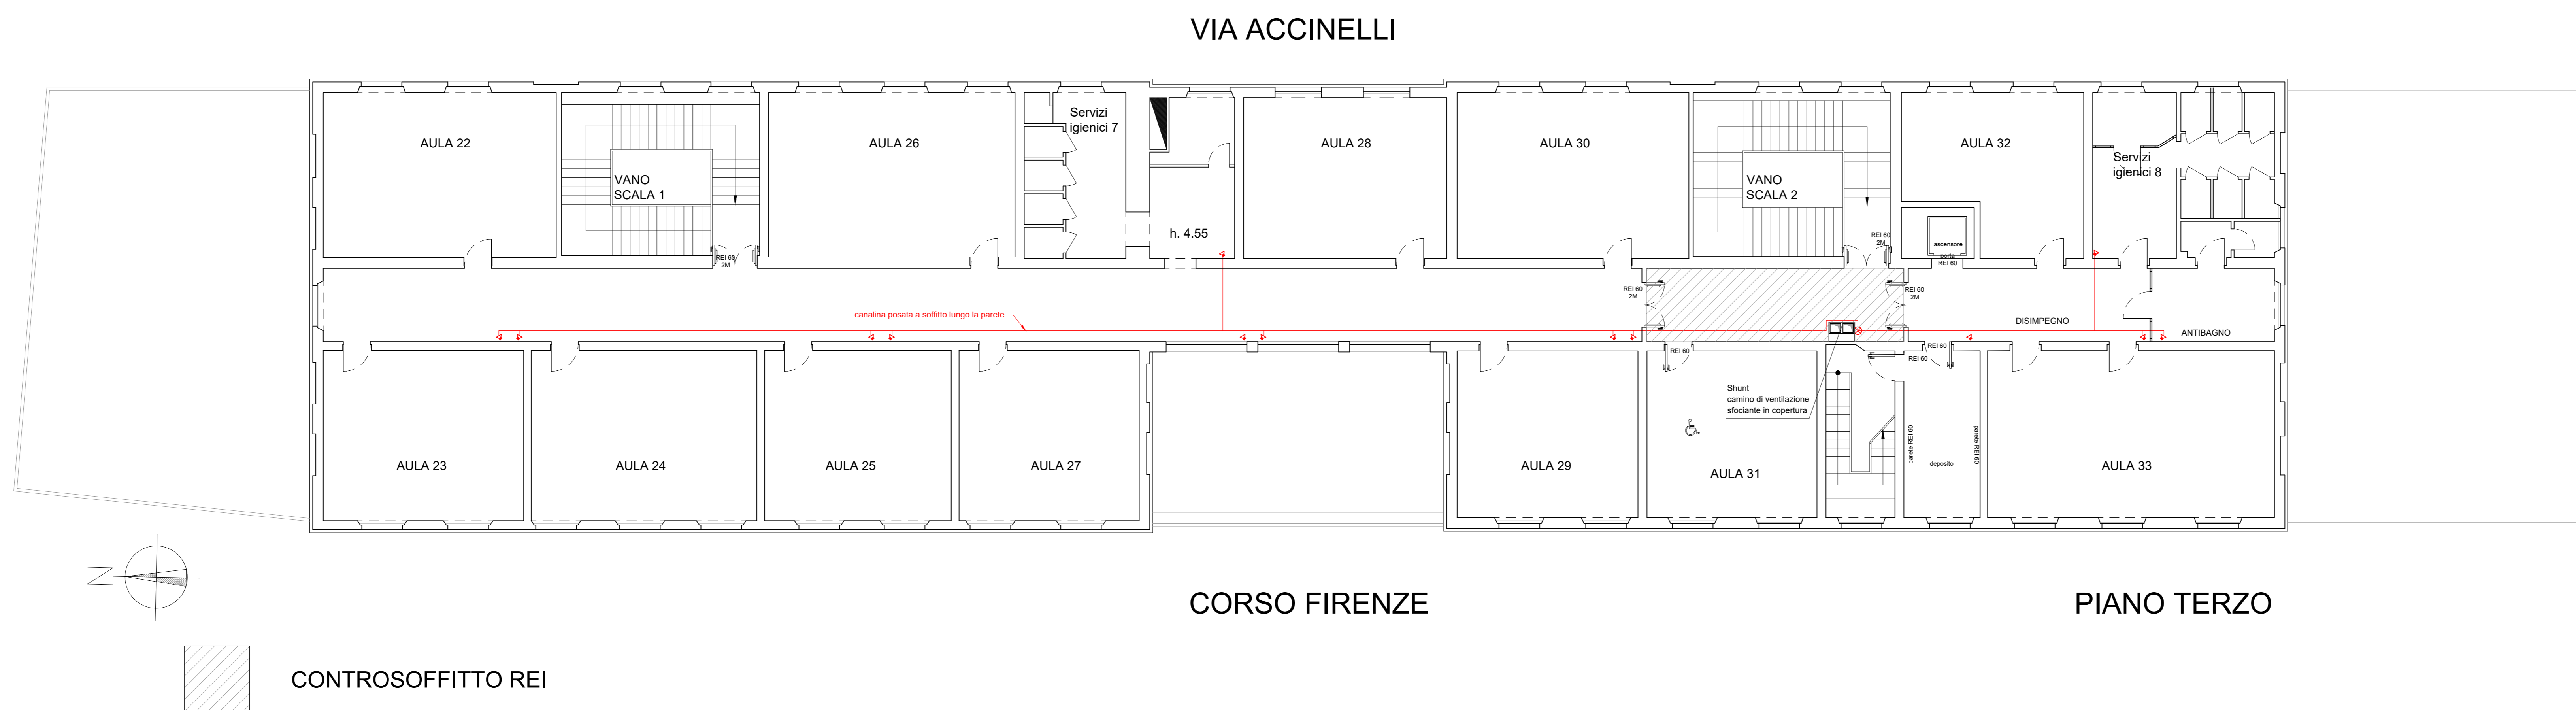 VIA ACCINELLI
AULA 22
VANO
SCALA 1
AULA 26
Servizi
igienici 7
h. 4.55
AULA 28
AULA 30
VANO
SCALA 2
AULA 32
Servizi
igienici 8
REI 60
2M
REI 60
2M
ascensore
porta
REI 60
REI 60
2M
REI 60
2M
canalina posata a soffitto lungo la parete
DISIMPEGNO
ANTIBAGNO
REI 60
REI 60
REI 60
Shunt
camino di ventilazione
sfociante in copertura
parete REI 60
parete REI 60
deposito
AULA 23
AULA 24
AULA 25
AULA 27
AULA 29
AULA 31
AULA 33
N
CORSO FIRENZE
PIANO TERZO
CONTROSOFFITTO REI